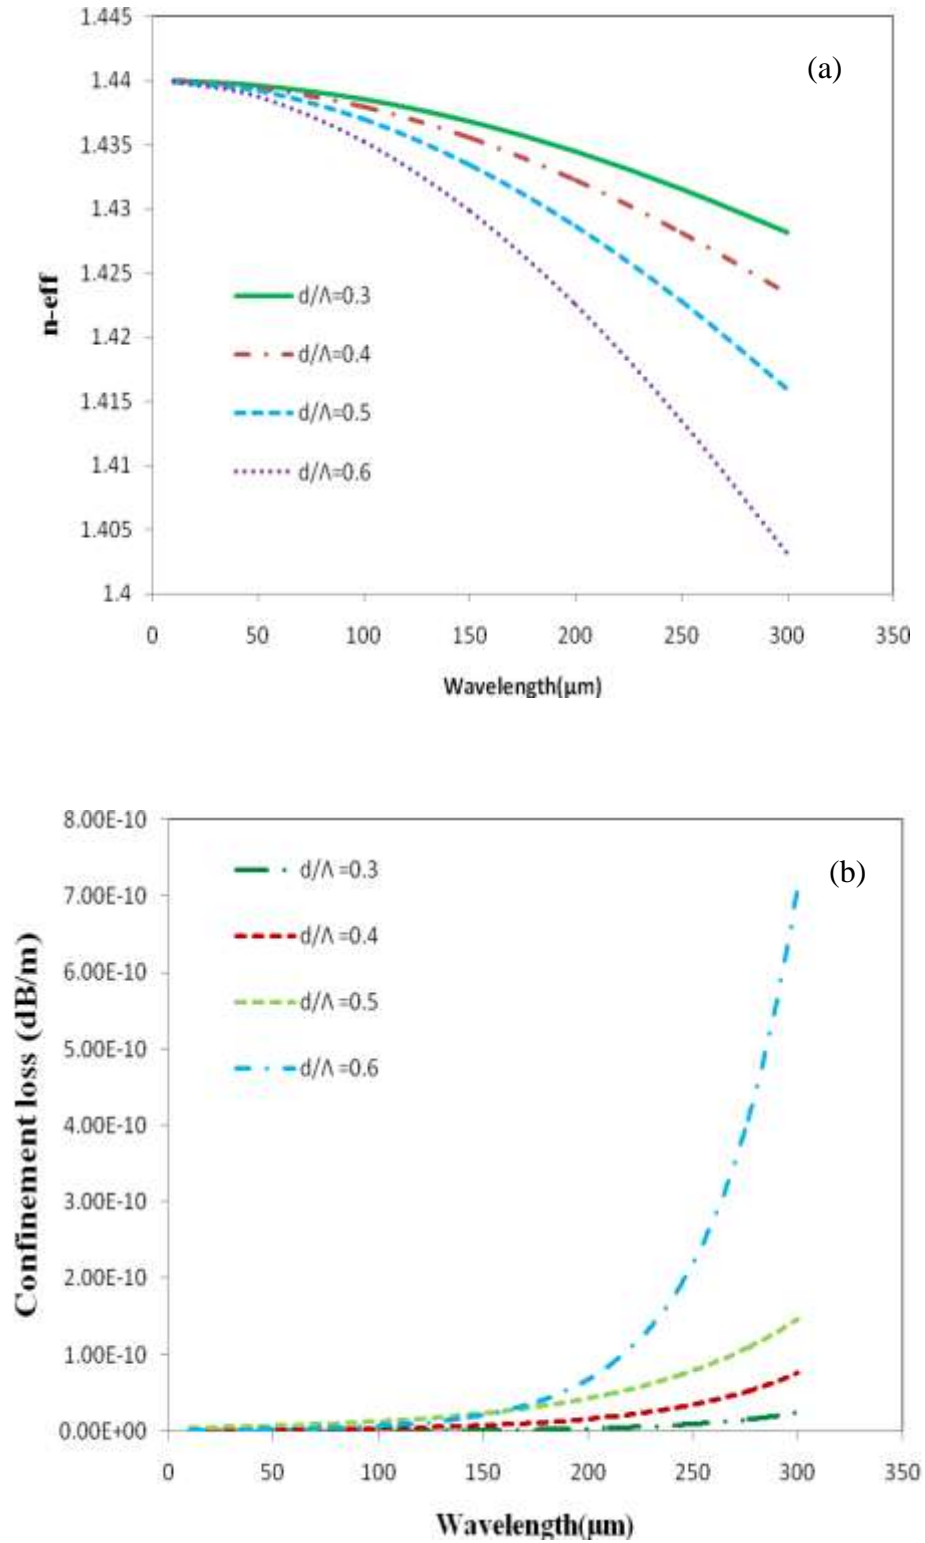 1.445
(a)
1.44
1.435
1.43
1.425
n-eff
d/Λ=0.3
1.42
d/Λ=0.4
1.415
d/Λ=0.5
1.41
d/Λ=0.6
1.405
1.4
0 50 100 150 200 250 300 350
Wavelength(µm)
8.00E-10
d/Λ =0.3
(b)
7.00E-10
d/Λ =0.4
6.00E-10
d/Λ =0.5
5.00E-10
d/Λ =0.6
4.00E-10
Confinement loss (dB/m)
3.00E-10
2.00E-10
1.00E-10
0.00E+00
0 50 100 150 200 250 300 350
Wavelength(µm)